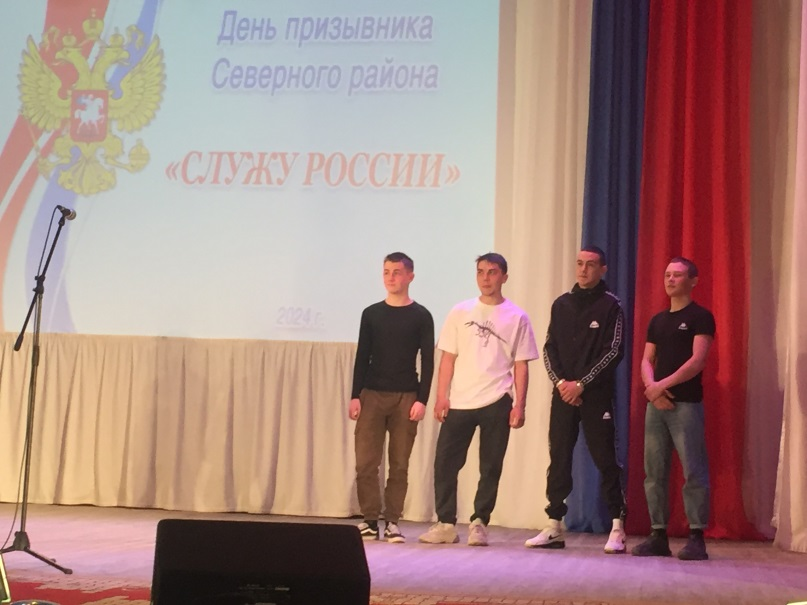 День призывника
Северного района
«СЛУЖУ РОССИИ»
2024 г.